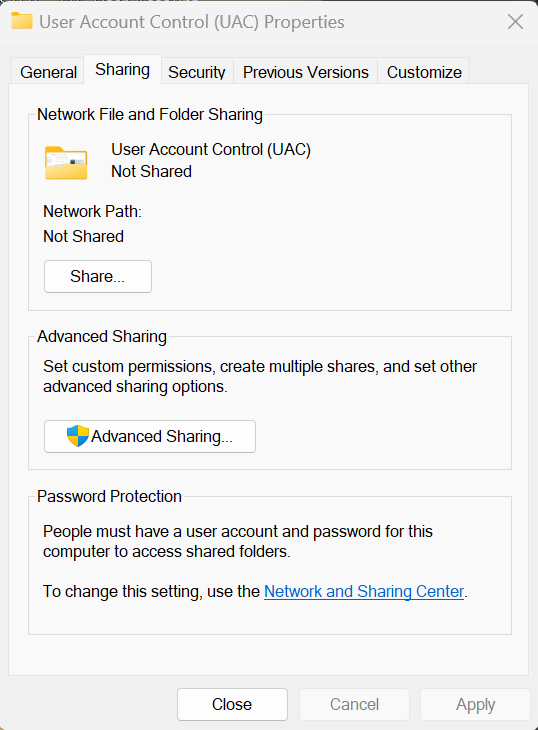 User Account Control (UAC) Properties
General
Sharing
Security
Previous Versions
Customize
Network File and Folder Sharing
User Account Control (UAC)
Not Shared
Network Path:
Not Shared
Share...
Advanced Sharing
Set custom permissions, create multiple shares, and set other
advanced sharing options.
Advanced Sharing...
Password Protection
People must have a user account and password for this
computer to access shared folders.
To change this setting, use the Network and Sharing Center.
Close
Cancel
Apply